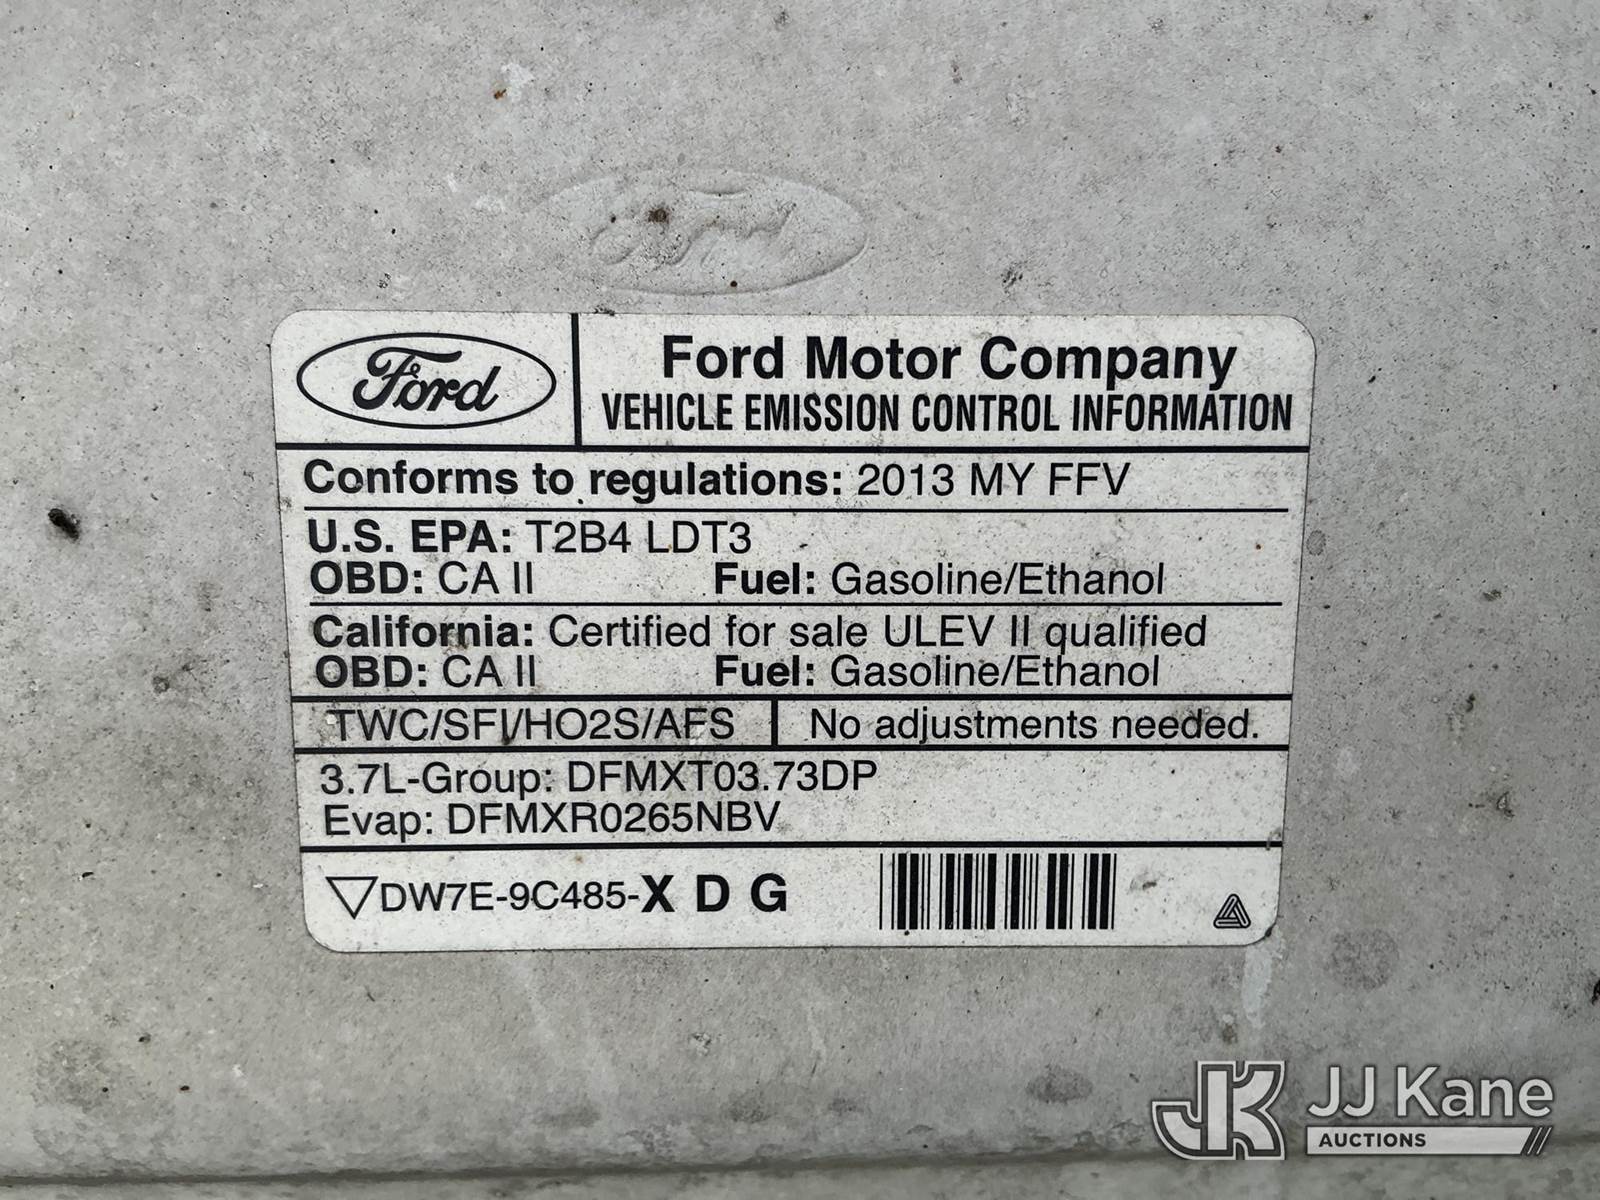 Ford
Ford
Ford Motor Company
VEHICLE EMISSION CONTROL INFORMATION
Conforms to regulations: 2013 MY FFV
U.S. EPA: T2B4 LDT3
OBD: CA II Fuel: Gasoline/Ethanol
California: Certified for sale ULEV II qualified
OBD: CA II Fuel: Gasoline/Ethanol
TWC/SFI/HO2S/AFS No adjustments needed.
3.7L-Group: DFMXT03.73DP
Evap: DFMXR0265NBV
DW7E-9C485-X D G
JK JJ Kane
AUCTIONS